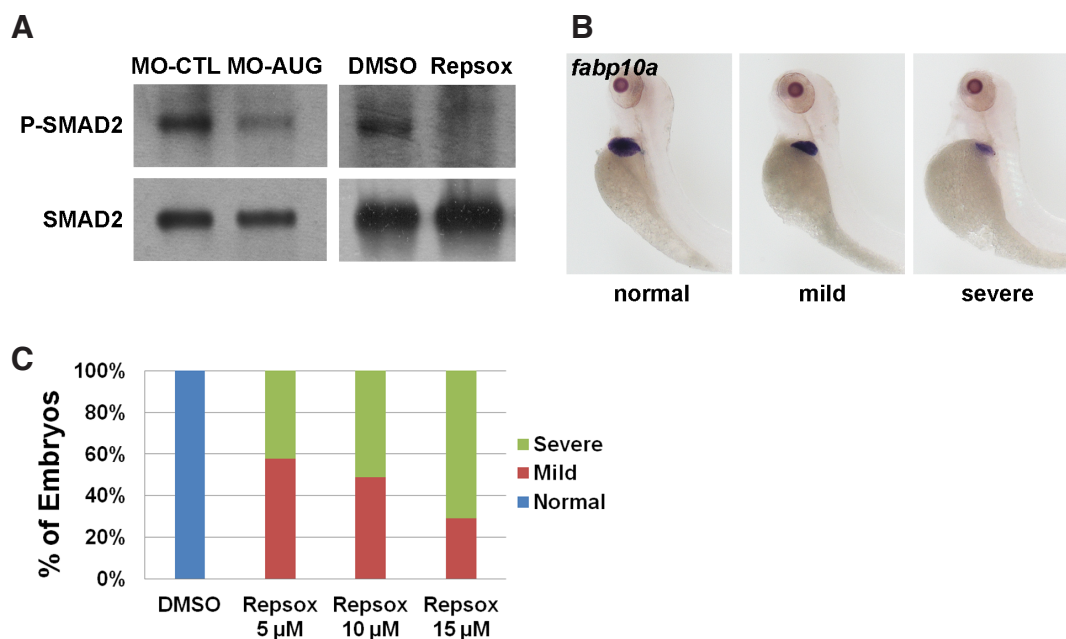 A
MO-CTL MO-AUG DMSO Repsox
P-SMAD2
SMAD2
B
fabp10a
normal mild severe
C
100%
80%
60%
40%
20%
0%
% of Embryos
DMSO Repsox Repsox Repsox
5 µM 10 µM 15 µM
Severe
Mild
Normal